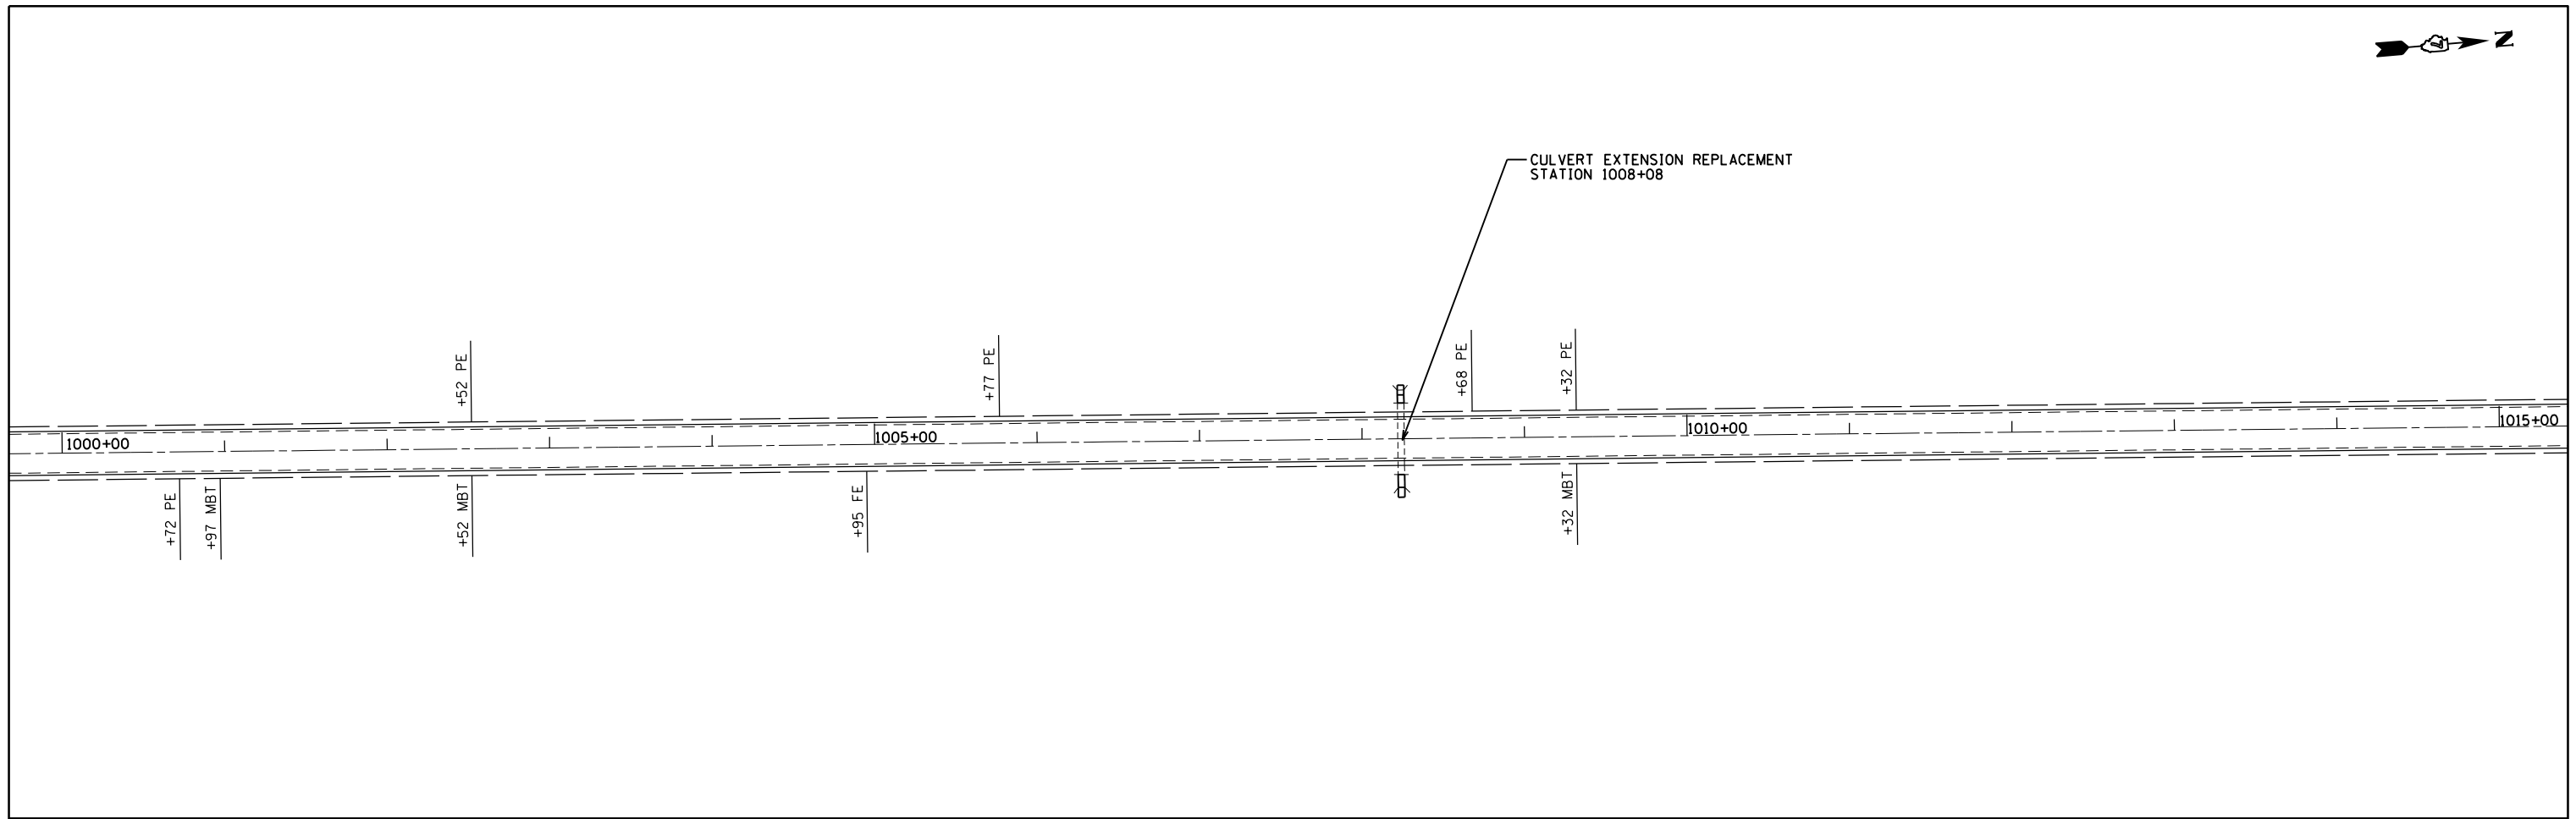 N
CULVERT EXTENSION REPLACEMENT
STATION 1008+08
+52 PE
+77 PE
+68 PE
+32 PE
1000+00
1005+00
1010+00
1015+00
+72 PE
+97 MBT
+52 MBT
+95 FE
+32 MBT